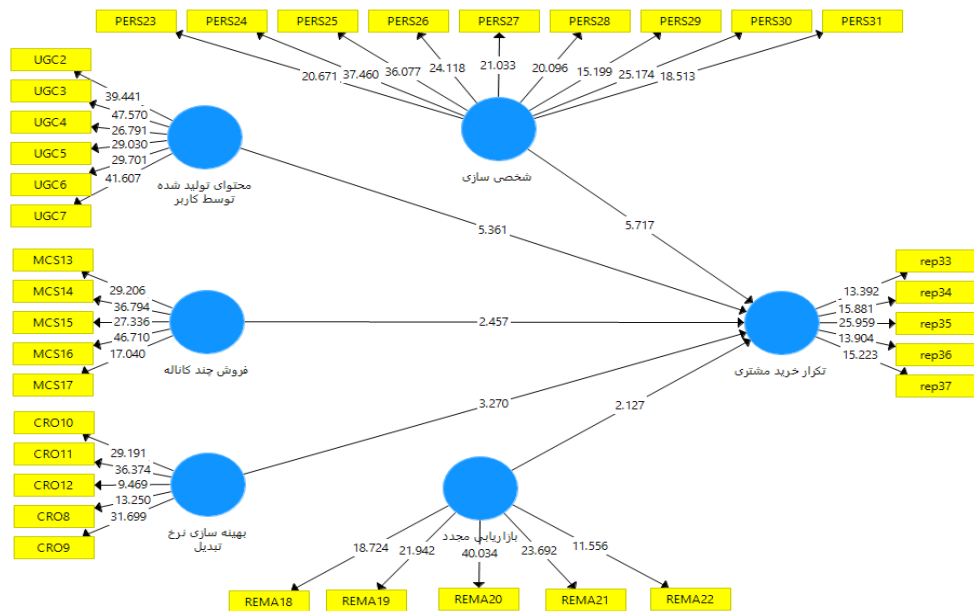 PERS23
PERS24
PERS25
PERS26
PERS27
PERS28
PERS29
PERS30
PERS31
20.671
37.460
36.077
24.118
21.033
20.096
15.199
25.174
18.513
شخصی سازی
UGC2
UGC3
UGC4
UGC5
UGC6
UGC7
39.441
47.570
26.791
29.030
29.701
41.607
محتوای تولید شده
توسط کاربر
5.361
5.717
MCS13
MCS14
MCS15
MCS16
MCS17
29.206
36.794
27.336
46.710
17.040
فروش چند کاناله
2.457
rep33
rep34
rep35
rep36
rep37
13.392
15.881
25.959
13.904
15.223
تکرار خرید مشتری
CRO10
CRO11
CRO12
CRO8
CRO9
29.191
36.374
9.469
13.250
31.699
بهینه سازی نرخ
تبدیل
3.270
2.127
بازاریابی مجدد
18.724
21.942
40.034
23.692
11.556
REMA18
REMA19
REMA20
REMA21
REMA22